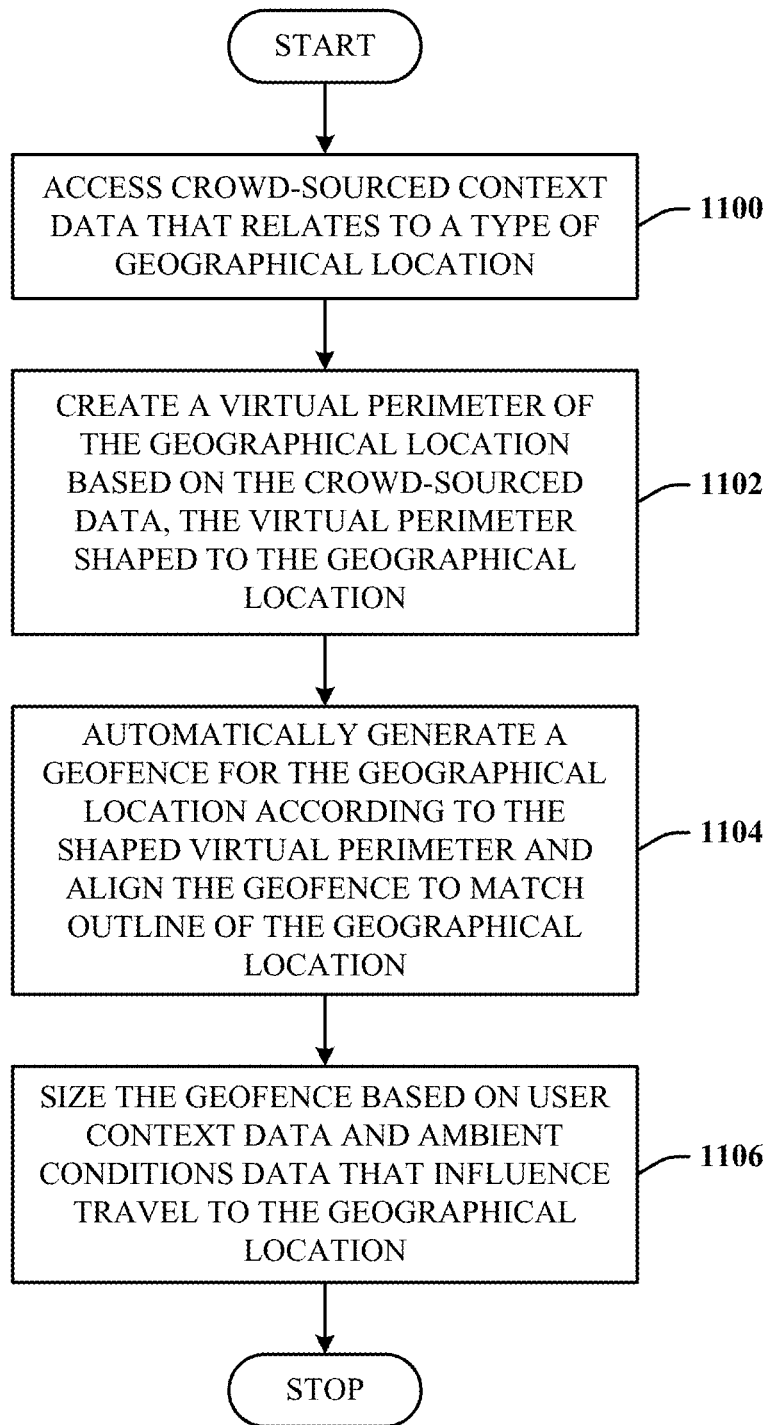 START
ACCESS CROWD-SOURCED CONTEXT
DATA THAT RELATES TO A TYPE OF
GEOGRAPHICAL LOCATION
1100
CREATE A VIRTUAL PERIMETER OF
THE GEOGRAPHICAL LOCATION
BASED ON THE CROWD-SOURCED
DATA, THE VIRTUAL PERIMETER
SHAPED TO THE GEOGRAPHICAL
LOCATION
1102
AUTOMATICALLY GENERATE A
GEOFENCE FOR THE GEOGRAPHICAL
LOCATION ACCORDING TO THE
SHAPED VIRTUAL PERIMETER AND
ALIGN THE GEOFENCE TO MATCH
OUTLINE OF THE GEOGRAPHICAL
LOCATION
1104
SIZE THE GEOFENCE BASED ON USER
CONTEXT DATA AND AMBIENT
CONDITIONS DATA THAT INFLUENCE
TRAVEL TO THE GEOGRAPHICAL
LOCATION
1106
STOP